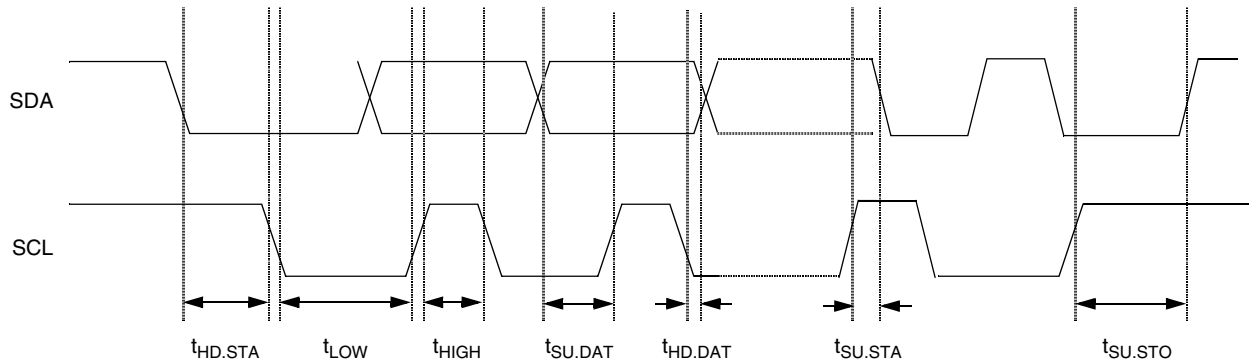 SDA
SCL
tHD.STA tLOW tHIGH tSU.DAT tHD.DAT tSU.STA tSU.STO